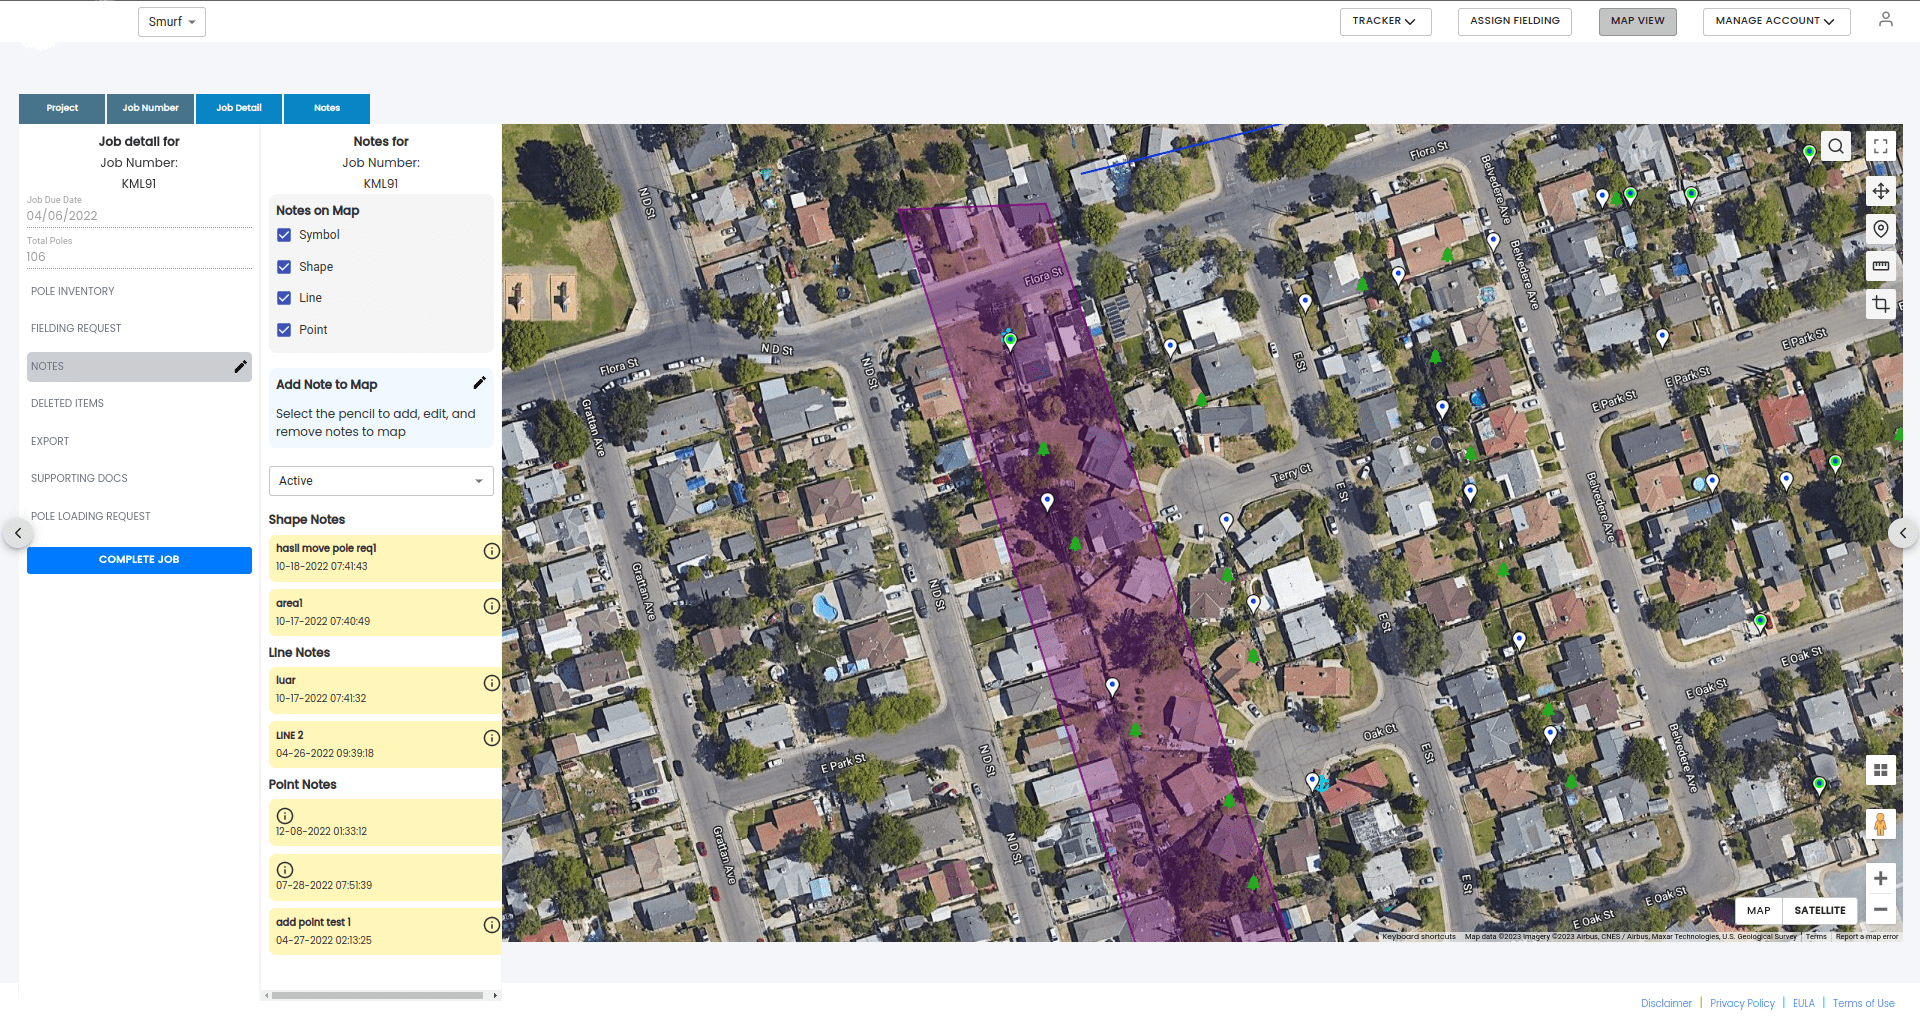 Smurf
TRACKER
ASSIGN FIELDING
MAP VIEW
MANAGE ACCOUNT
Project
Job Number
Job Detail
Notes
Job detail for
Job Number:
KML91
Job Due Date
04/06/2022
Total Poles
106
POLE INVENTORY
FIELDING REQUEST
NOTES
DELETED ITEMS
EXPORT
SUPPORTING DOCS
POLE LOADING REQUEST
COMPLETE JOB
Notes for
Job Number:
KML91
Notes on Map
Symbol
Shape
Line
Point
Add Note to Map
Select the pencil to add, edit, and
remove notes to map
Active
Shape Notes
hasil move pole req1
10-18-2022 07:41:43
area1
10-17-2022 07:40:49
Line Notes
luar
10-17-2022 07:41:32
LINE 2
04-26-2022 09:39:18
Point Notes
12-08-2022 01:33:12
07-28-2022 07:51:39
add point test 1
04-27-2022 02:13:25
Flora St
Belvedere Ave
N D St
Belvedere Ave
Flora St
E Park St
N D St
E St
Flora St
N D St
E Park St
E Park St
Grattan Ave
Terry Ct
E St
Belvedere Ave
Grattan Ave
N D St
E St
E Oak St
E Oak St
Oak Ct
E St
Belvedere Ave
N D St
E Park St
Grattan Ave
N D St
E St
E Oak St
E Oak St
MAP
SATELLITE
Keyboard shortcuts
Map data ©2023 Imagery ©2023 Airbus, CNES / Airbus, Maxar Technologies, U.S. Geological Survey
Terms
Report a map error
Disclaimer | Privacy Policy | EULA | Terms of Use